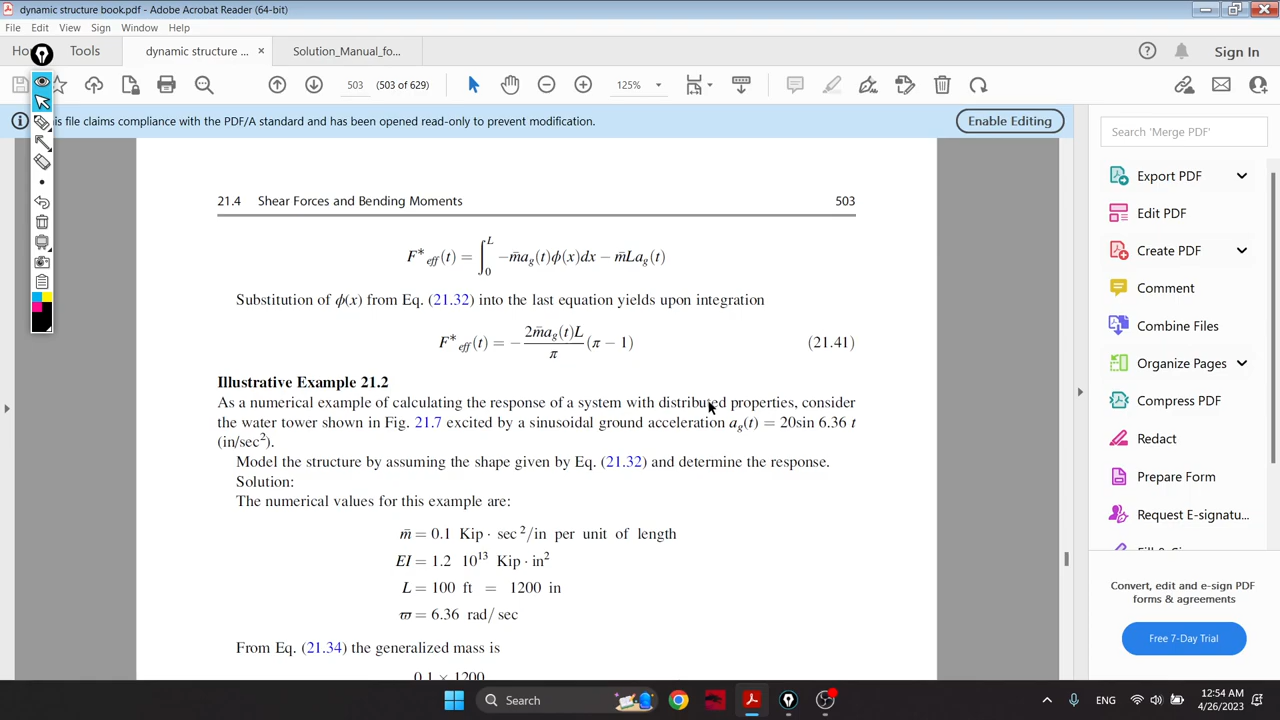 dynamic structure book.pdf - Adobe Acrobat Reader (64-bit)
File Edit View Sign Window Help
Tools dynamic structure ... × Solution_Manual_fo... Sign In
503 (503 of 629) 125%
is file claims compliance with the PDF/A standard and has been opened read-only to prevent modification. Enable Editing
21.4 Shear Forces and Bending Moments 503
F*eff(t) = ∫₀ᴸ −m̄a_g(t)ϕ(x)dx − m̄La_g(t)
Substitution of ϕ(x) from Eq. (21.32) into the last equation yields upon integration
F*eff(t) = − 2m̄a_g(t)L/π (π − 1) (21.41)
Illustrative Example 21.2
As a numerical example of calculating the response of a system with distributed properties, consider
the water tower shown in Fig. 21.7 excited by a sinusoidal ground acceleration a_g(t) = 20sin 6.36 t
(in/sec²).
Model the structure by assuming the shape given by Eq. (21.32) and determine the response.
Solution:
The numerical values for this example are:
m̄ = 0.1 Kip · sec ²/in per unit of length
EI = 1.2 10¹³ Kip · in²
L = 100 ft = 1200 in
ϖ = 6.36 rad/ sec
From Eq. (21.34) the generalized mass is
0.1 × 1200
Search 'Merge PDF'
Export PDF
Edit PDF
Create PDF
Comment
Combine Files
Organize Pages
Compress PDF
Redact
Prepare Form
Request E-signatu...
Convert, edit and e-sign PDF
forms & agreements
Free 7-Day Trial
Search
ENG
12:54 AM
4/26/2023